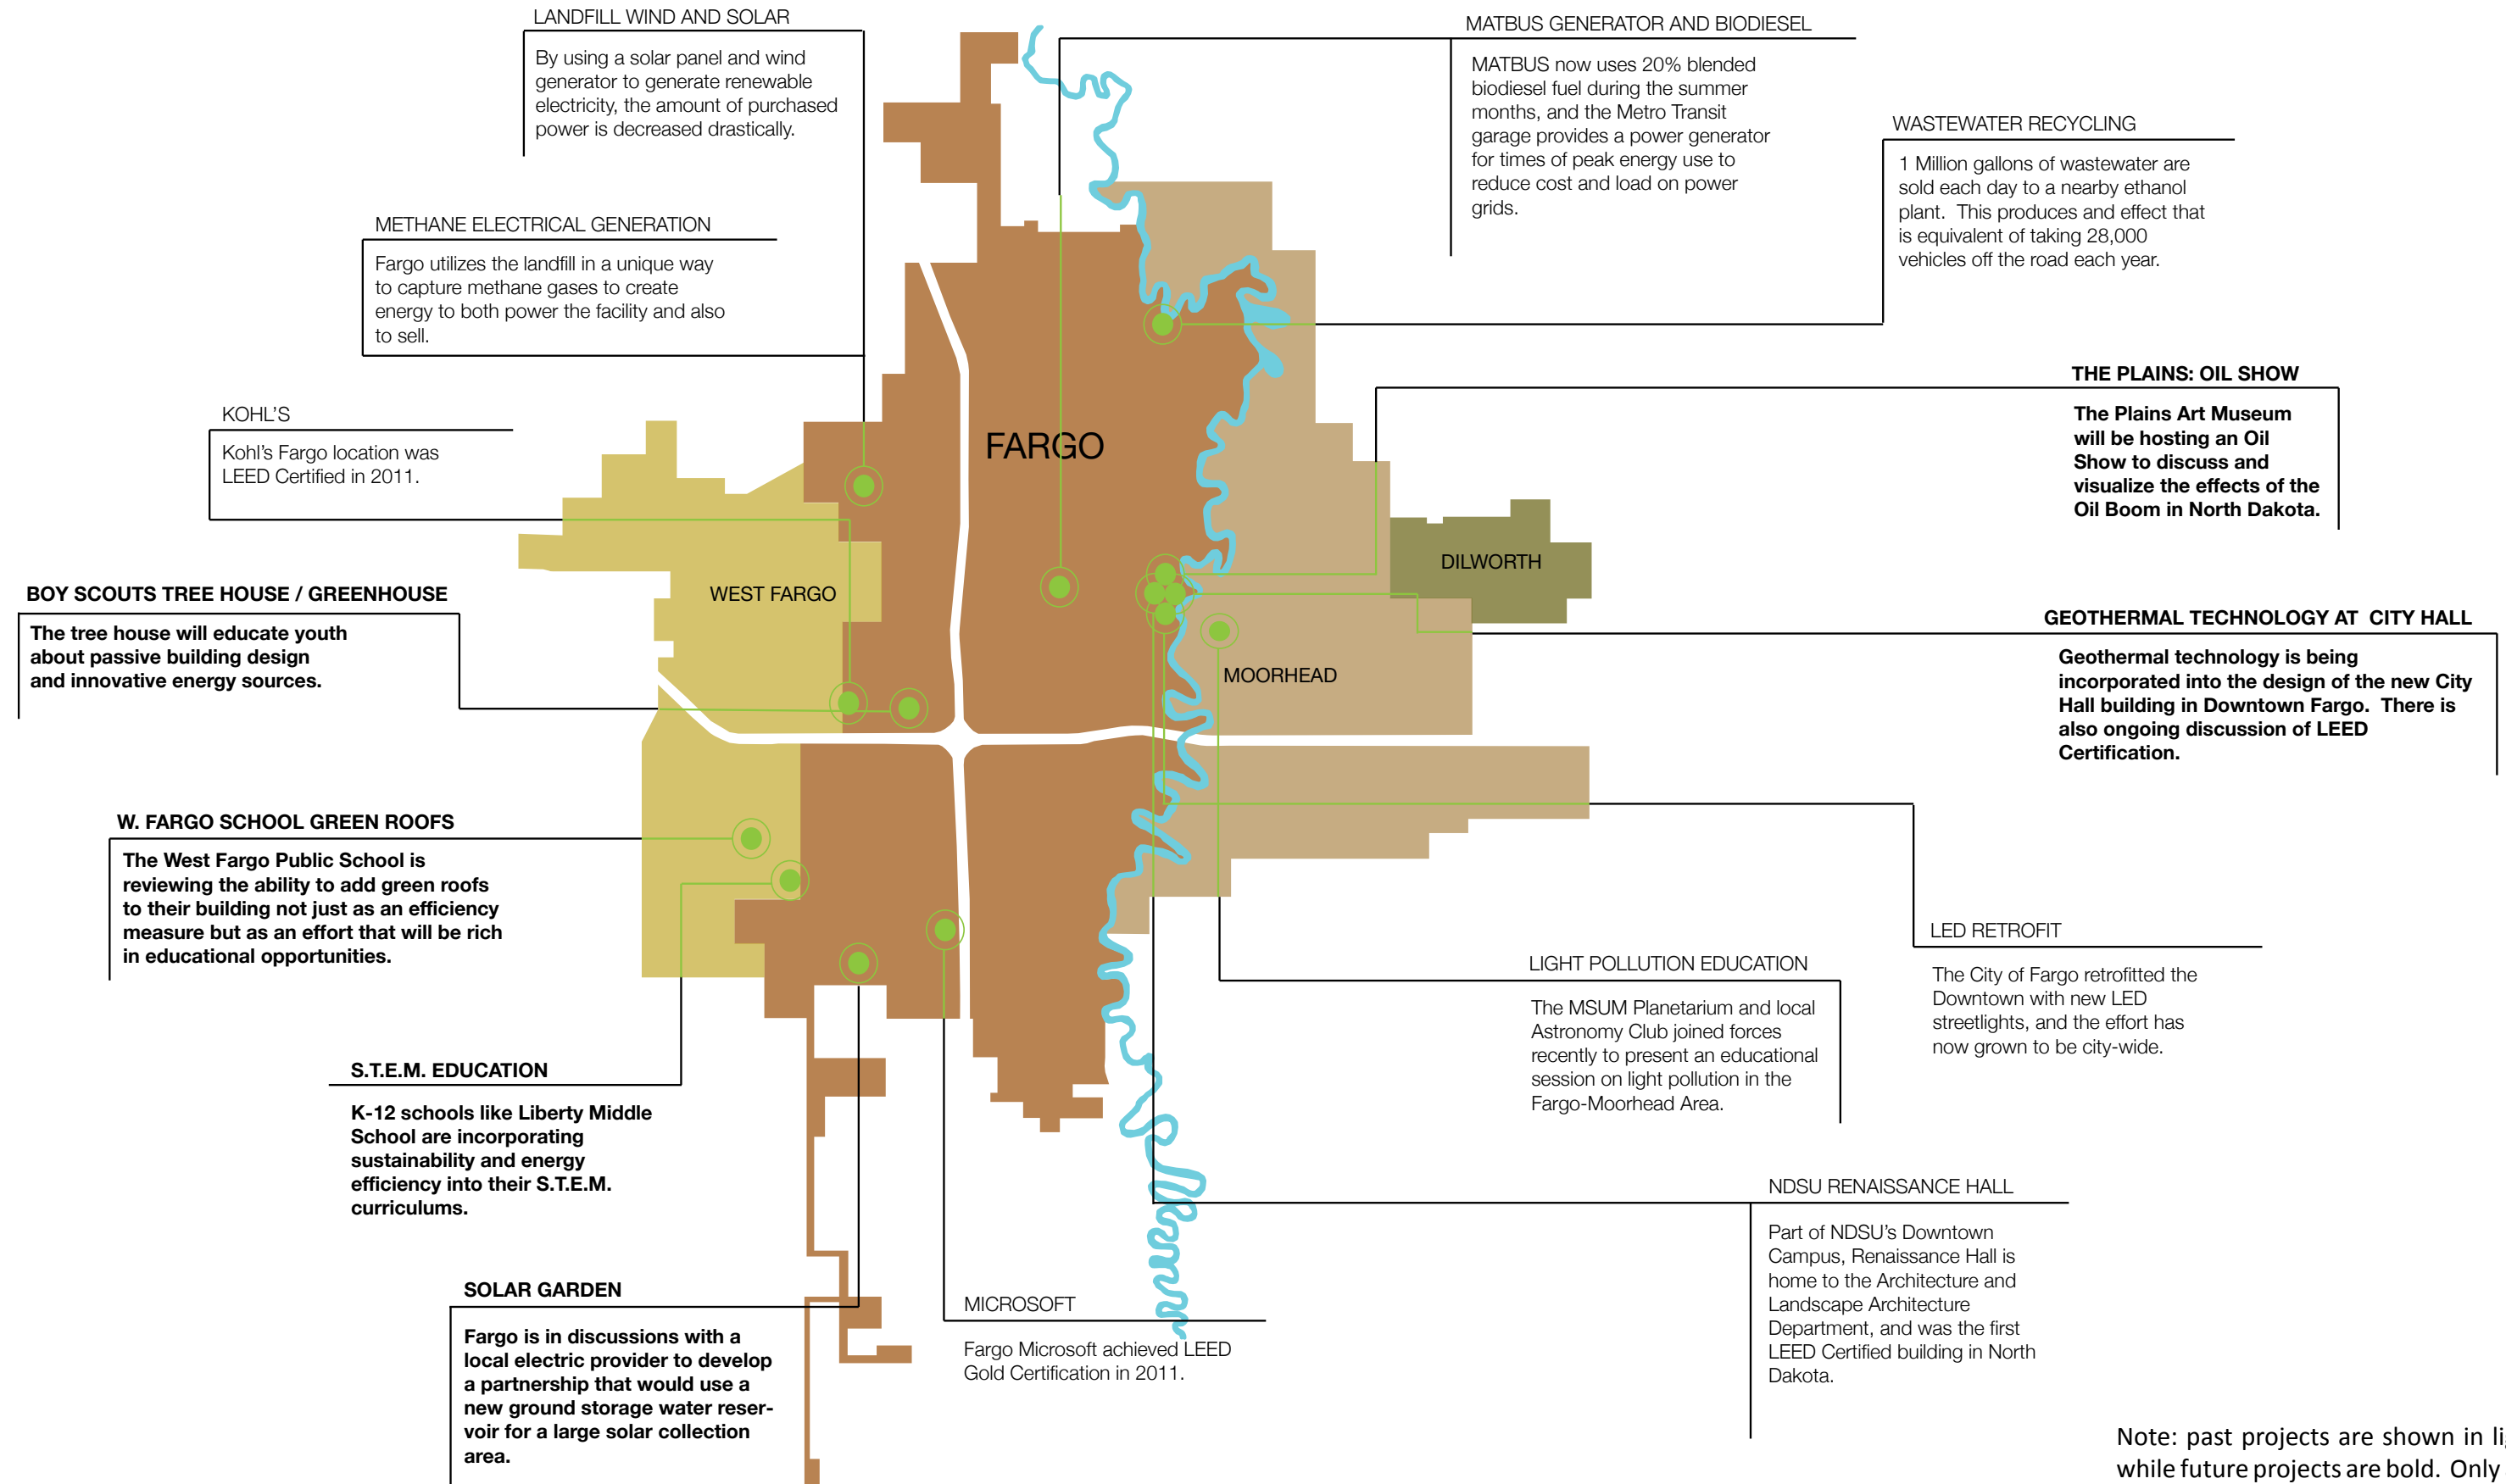 LANDFILL WIND AND SOLAR
By using a solar panel and wind
generator to generate renewable
electricity, the amount of purchased
power is decreased drastically.
METHANE ELECTRICAL GENERATION
Fargo utilizes the landfill in a unique way
to capture methane gases to create
energy to both power the facility and also
to sell.
KOHL'S
Kohl's Fargo location was
LEED Certified in 2011.
BOY SCOUTS TREE HOUSE / GREENHOUSE
The tree house will educate youth
about passive building design
and innovative energy sources.
W. FARGO SCHOOL GREEN ROOFS
The West Fargo Public School is
reviewing the ability to add green roofs
to their building not just as an efficiency
measure but as an effort that will be rich
in educational opportunities.
S.T.E.M. EDUCATION
K-12 schools like Liberty Middle
School are incorporating
sustainability and energy
efficiency into their S.T.E.M.
curriculums.
SOLAR GARDEN
Fargo is in discussions with a
local electric provider to develop
a partnership that would use a
new ground storage water reser-
voir for a large solar collection
area.
FARGO
WEST FARGO
MOORHEAD
DILWORTH
MATBUS GENERATOR AND BIODIESEL
MATBUS now uses 20% blended
biodiesel fuel during the summer
months, and the Metro Transit
garage provides a power generator
for times of peak energy use to
reduce cost and load on power
grids.
WASTEWATER RECYCLING
1 Million gallons of wastewater are
sold each day to a nearby ethanol
plant.  This produces and effect that
is equivalent of taking 28,000
vehicles off the road each year.
THE PLAINS: OIL SHOW
The Plains Art Museum
will be hosting an Oil
Show to discuss and
visualize the effects of the
Oil Boom in North Dakota.
GEOTHERMAL TECHNOLOGY AT  CITY HALL
Geothermal technology is being
incorporated into the design of the new City
Hall building in Downtown Fargo.  There is
also ongoing discussion of LEED
Certification.
LED RETROFIT
The City of Fargo retrofitted the
Downtown with new LED
streetlights, and the effort has
now grown to be city-wide.
LIGHT POLLUTION EDUCATION
The MSUM Planetarium and local
Astronomy Club joined forces
recently to present an educational
session on light pollution in the
Fargo-Moorhead Area.
NDSU RENAISSANCE HALL
Part of NDSU's Downtown
Campus, Renaissance Hall is
home to the Architecture and
Landscape Architecture
Department, and was the first
LEED Certified building in North
Dakota.
MICROSOFT
Fargo Microsoft achieved LEED
Gold Certification in 2011.
Note: past projects are shown in
while future projects are bold. Only